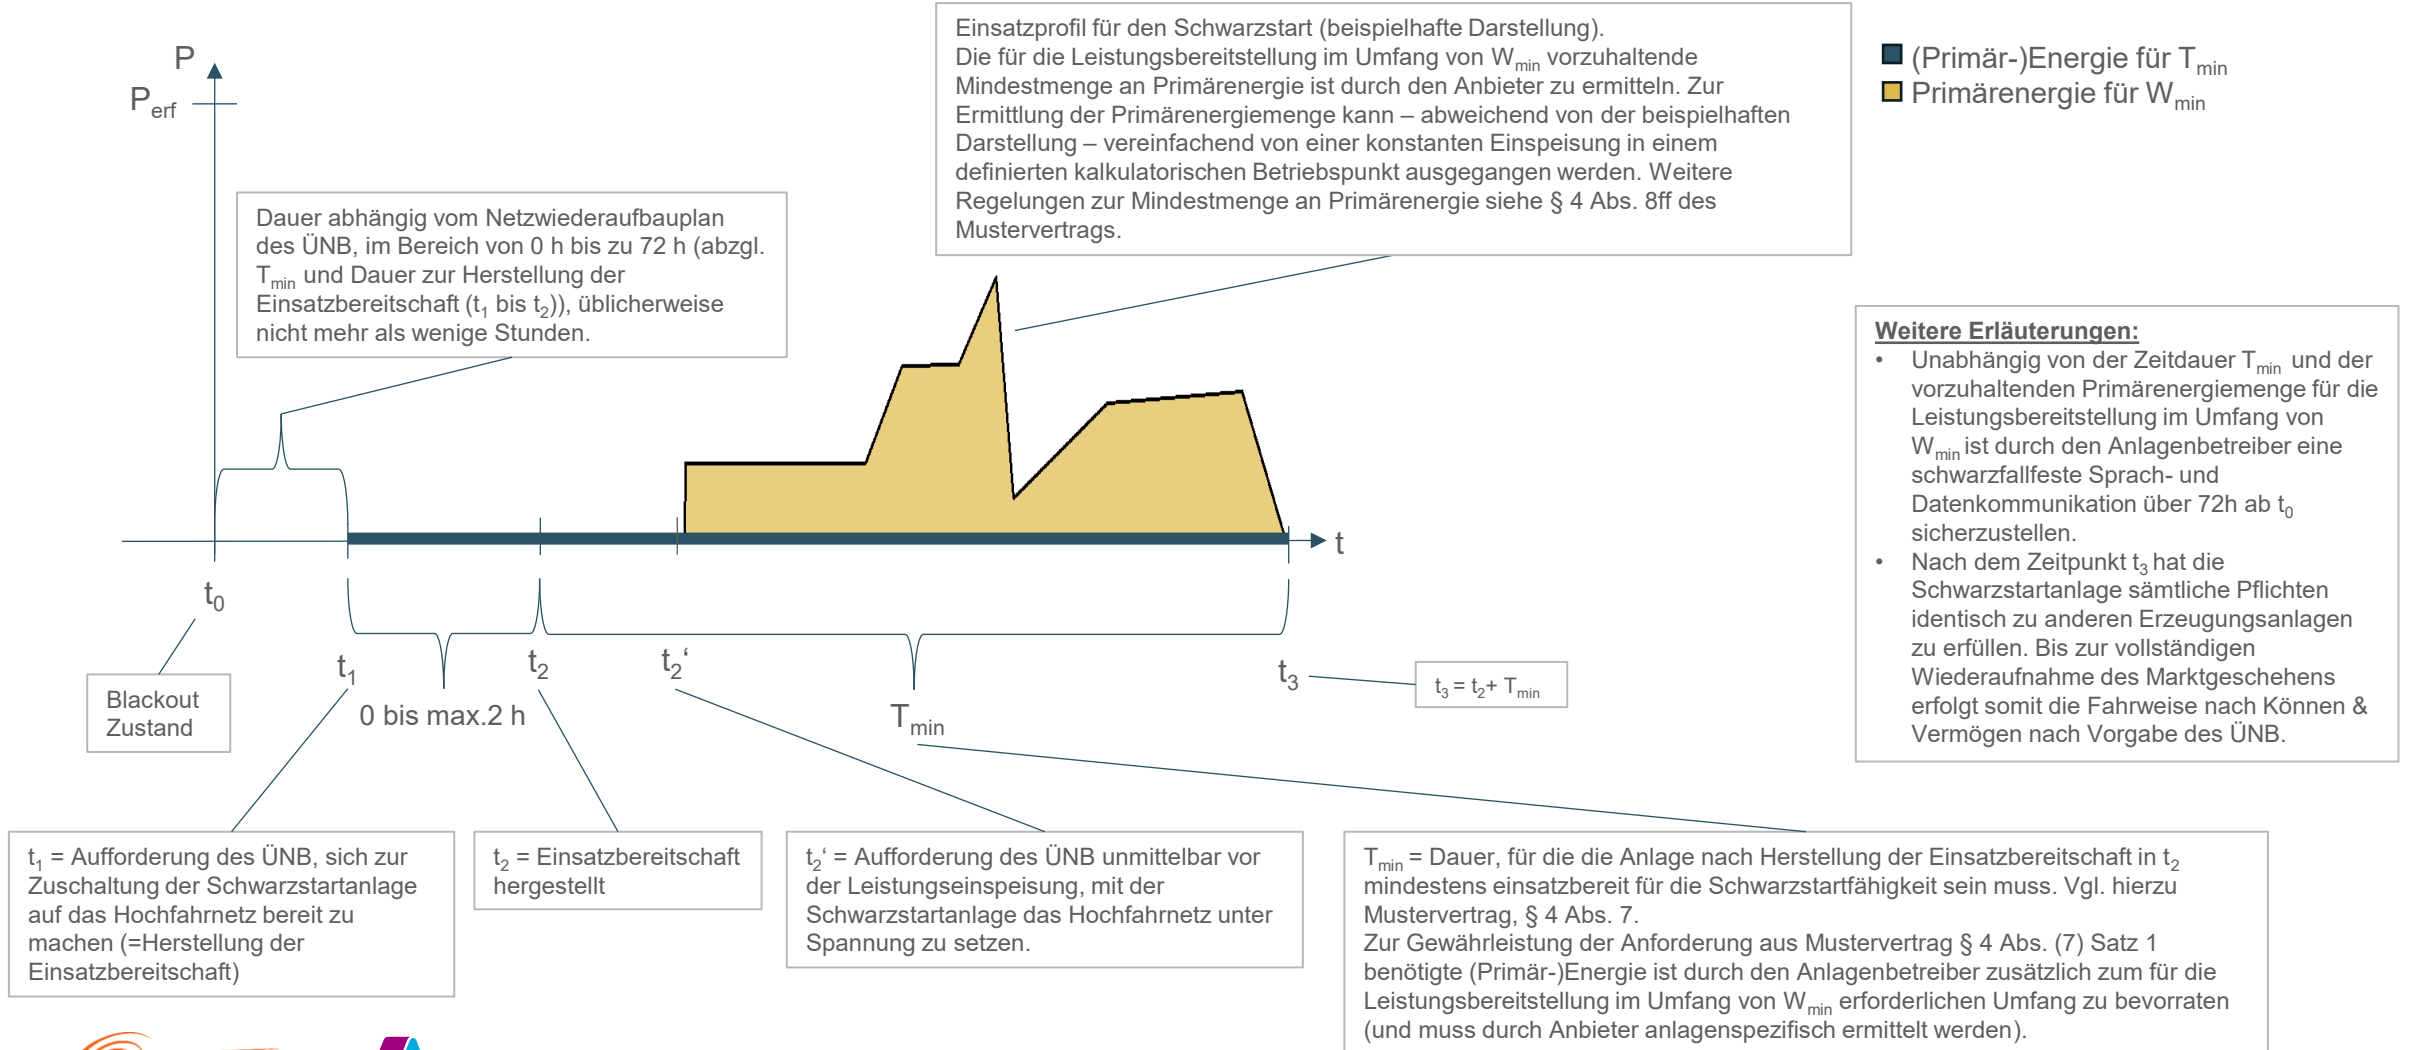 Einsatzprofil für den Schwarzstart (beispielhafte Darstellung).
Die für die Leistungsbereitstellung im Umfang von Wmin vorzuhaltende
Mindestmenge an Primärenergie ist durch den Anbieter zu ermitteln. Zur
Ermittlung der Primärenergiemenge kann – abweichend von der beispielhaften
Darstellung – vereinfachend von einer konstanten Einspeisung in einem
definierten kalkulatorischen Betriebspunkt ausgegangen werden. Weitere
Regelungen zur Mindestmenge an Primärenergie siehe § 4 Abs. 8ff des
Mustervertrags.
(Primär-)Energie für Tmin
Primärenergie für Wmin
P
Perf
Dauer abhängig vom Netzwiederaufbauplan
des ÜNB, im Bereich von 0 h bis zu 72 h (abzgl.
Tmin und Dauer zur Herstellung der
Einsatzbereitschaft (t1 bis t2)), üblicherweise
nicht mehr als wenige Stunden.
Weitere Erläuterungen:
• Unabhängig von der Zeitdauer Tmin und der
vorzuhaltenden Primärenergiemenge für die
Leistungsbereitstellung im Umfang von
Wmin ist durch den Anlagenbetreiber eine
schwarzfallfeste Sprach- und
Datenkommunikation über 72h ab t0
sicherzustellen.
• Nach dem Zeitpunkt t3 hat die
Schwarzstartanlage sämtliche Pflichten
identisch zu anderen Erzeugungsanlagen
zu erfüllen. Bis zur vollständigen
Wiederaufnahme des Marktgeschehens
erfolgt somit die Fahrweise nach Können &
Vermögen nach Vorgabe des ÜNB.
t
t0
t1
t2
t2‘
t3
t3 = t2+ Tmin
Blackout
Zustand
0 bis max.2 h
Tmin
t1 = Aufforderung des ÜNB, sich zur
Zuschaltung der Schwarzstartanlage
auf das Hochfahrnetz bereit zu
machen (=Herstellung der
Einsatzbereitschaft)
t2 = Einsatzbereitschaft
hergestellt
t2‘ = Aufforderung des ÜNB unmittelbar vor
der Leistungseinspeisung, mit der
Schwarzstartanlage das Hochfahrnetz unter
Spannung zu setzen.
Tmin = Dauer, für die die Anlage nach Herstellung der Einsatzbereitschaft in t2
mindestens einsatzbereit für die Schwarzstartfähigkeit sein muss. Vgl. hierzu
Mustervertrag, § 4 Abs. 7.
Zur Gewährleistung der Anforderung aus Mustervertrag § 4 Abs. (7) Satz 1
benötigte (Primär-)Energie ist durch den Anlagenbetreiber zusätzlich zum für die
Leistungsbereitstellung im Umfang von Wmin erforderlichen Umfang zu bevorraten
(und muss durch Anbieter anlagenspezifisch ermittelt werden).